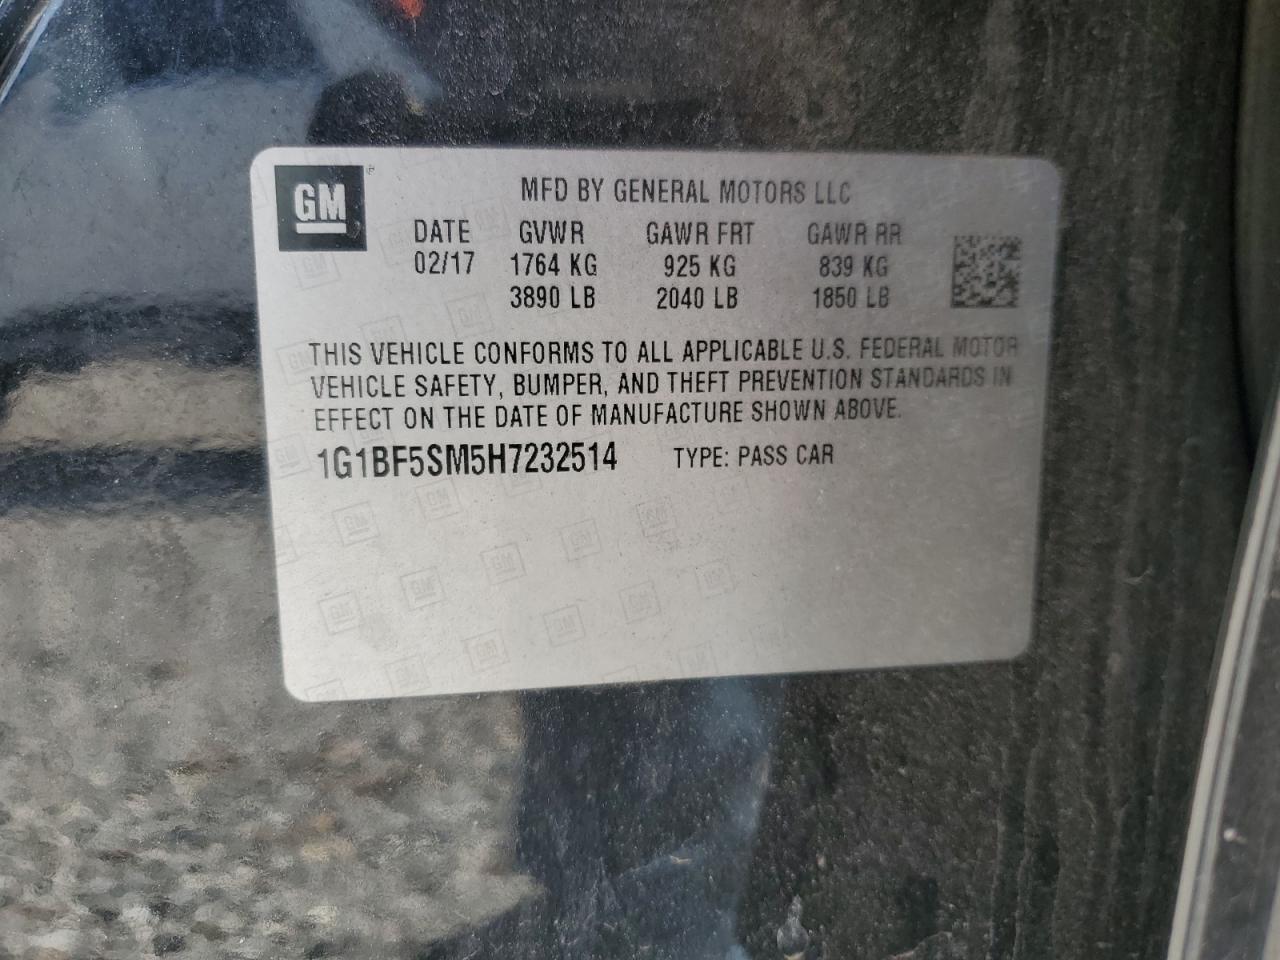 GM
MFD BY GENERAL MOTORS LLC
DATE GVWR GAWR FRT GAWR RR
02/17 1764 KG 925 KG 839 KG
3890 LB 2040 LB 1850 LB
THIS VEHICLE CONFORMS TO ALL APPLICABLE U.S. FEDERAL MOTOR
VEHICLE SAFETY, BUMPER, AND THEFT PREVENTION STANDARDS IN
EFFECT ON THE DATE OF MANUFACTURE SHOWN ABOVE.
1G1BF5SM5H7232514 TYPE: PASS CAR